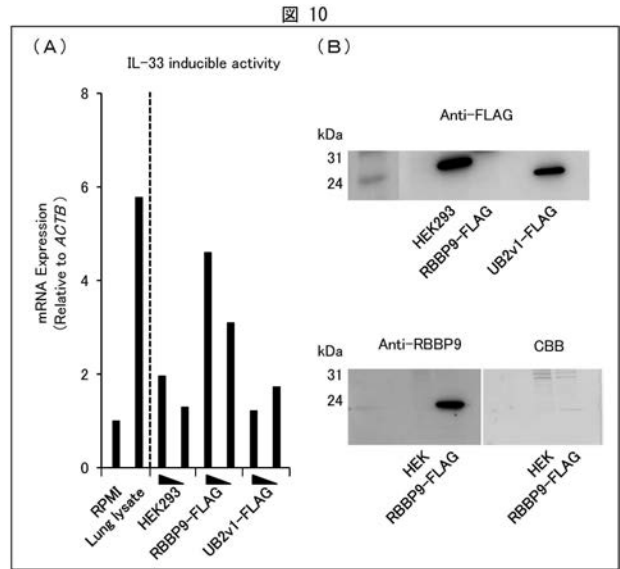 図 10
(A)
IL-33 inducible activity
mRNA Expression
(Relative to ACTB)
8
6
4
2
0
RPMI
Lung lysate
HEK293
RBBP9-FLAG
UB2v1-FLAG
(B)
Anti-FLAG
kDa
31
24
HEK293
RBBP9-FLAG
UB2v1-FLAG
Anti-RBBP9
CBB
kDa
31
24
HEK
RBBP9-FLAG
HEK
RBBP9-FLAG